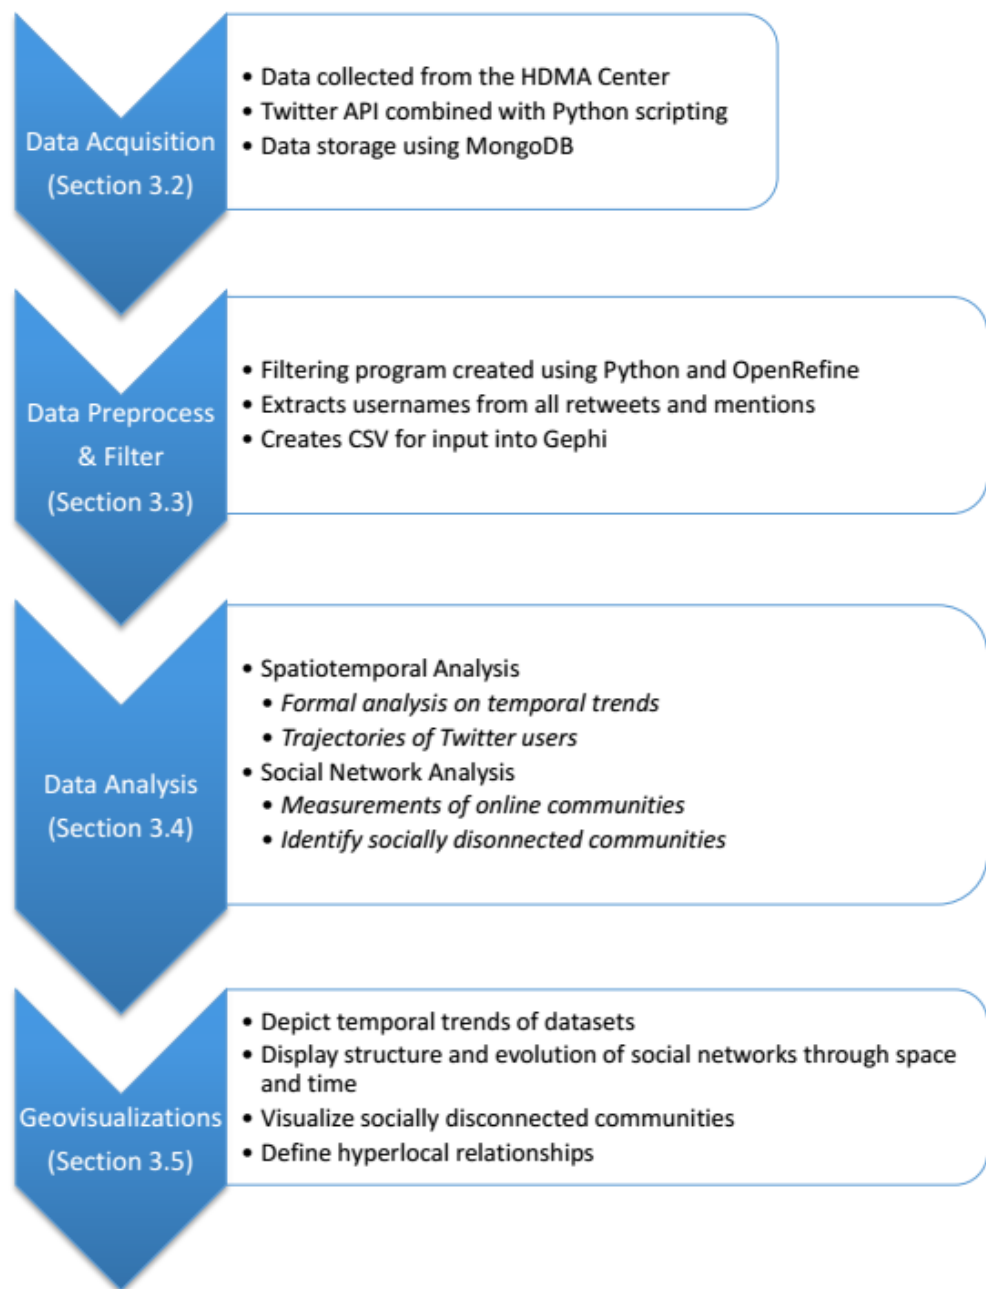 Data Acquisition
(Section 3.2)
• Data collected from the HDMA Center
• Twitter API combined with Python scripting
• Data storage using MongoDB
Data Preprocess
& Filter
(Section 3.3)
• Filtering program created using Python and OpenRefine
• Extracts usernames from all retweets and mentions
• Creates CSV for input into Gephi
Data Analysis
(Section 3.4)
• Spatiotemporal Analysis
• Formal analysis on temporal trends
• Trajectories of Twitter users
• Social Network Analysis
• Measurements of online communities
• Identify socially disonnected communities
Geovisualizations
(Section 3.5)
• Depict temporal trends of datasets
• Display structure and evolution of social networks through space
and time
• Visualize socially disconnected communities
• Define hyperlocal relationships